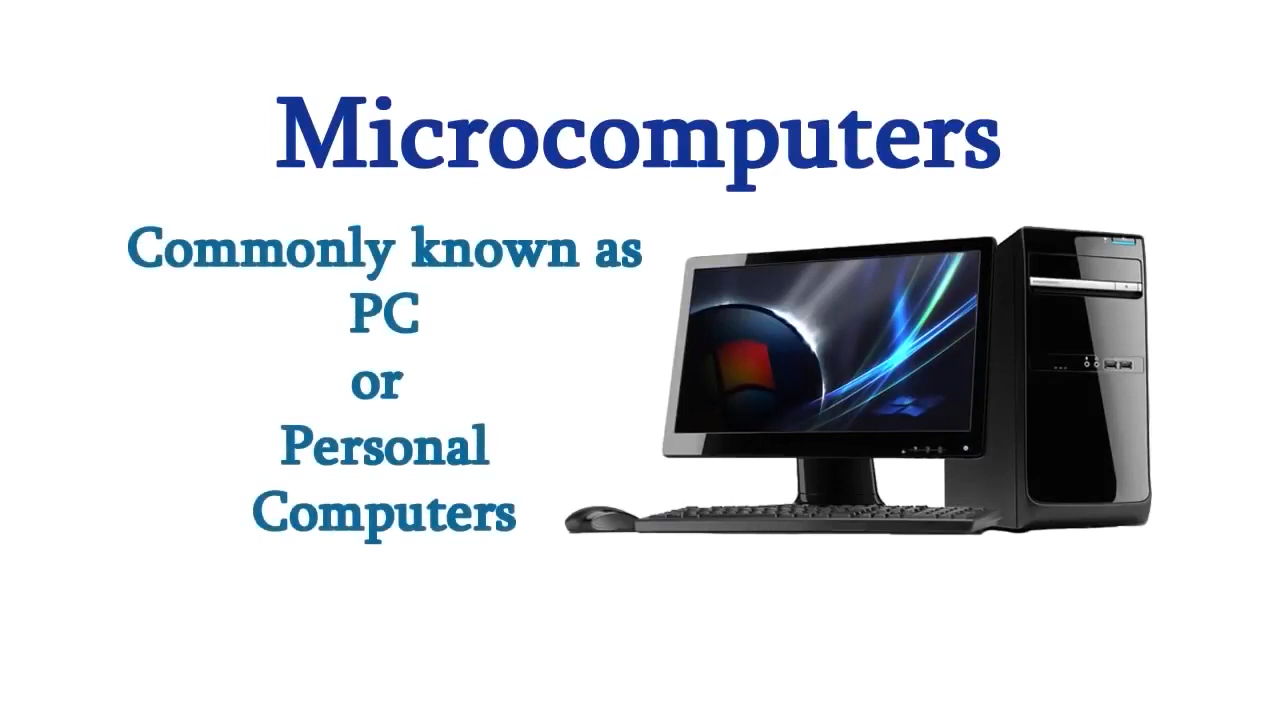 Microcomputers
Commonly known as
PC
or
Personal
Computers